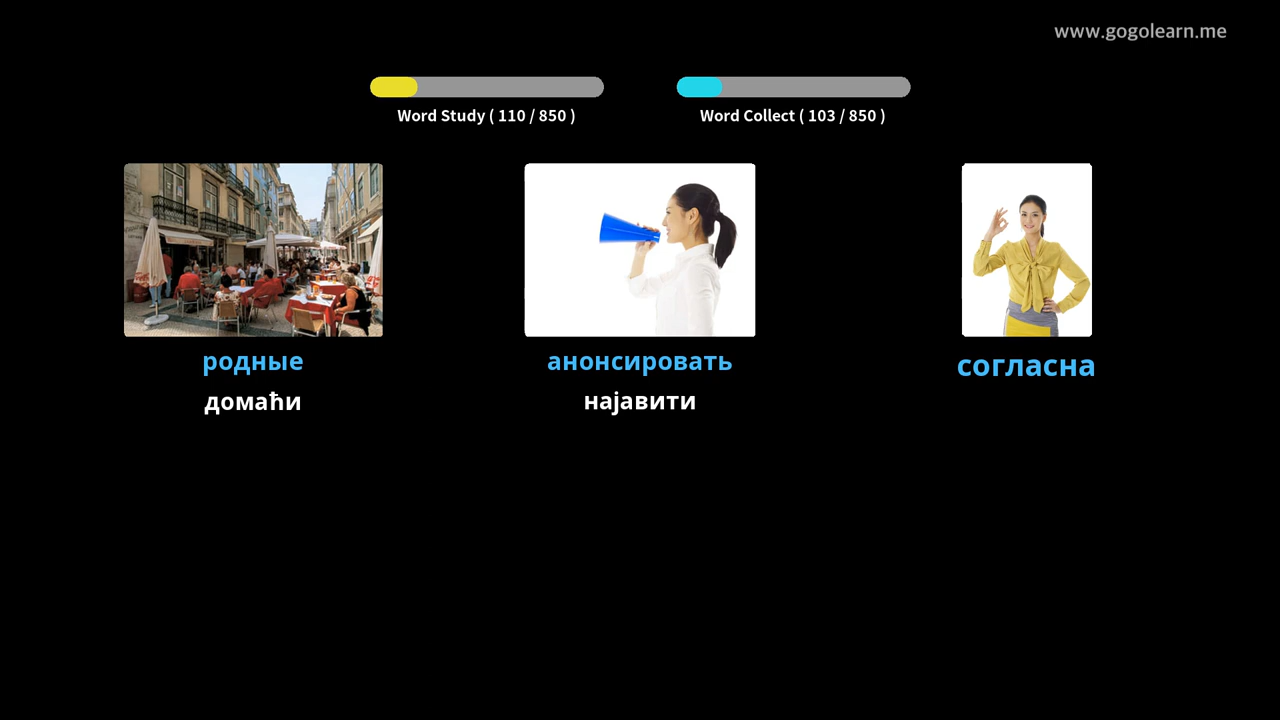 www.gogolearn.me
Word Study ( 110 / 850 )
Word Collect ( 103 / 850 )
родные
домаћи
анонсировать
најавити
согласна